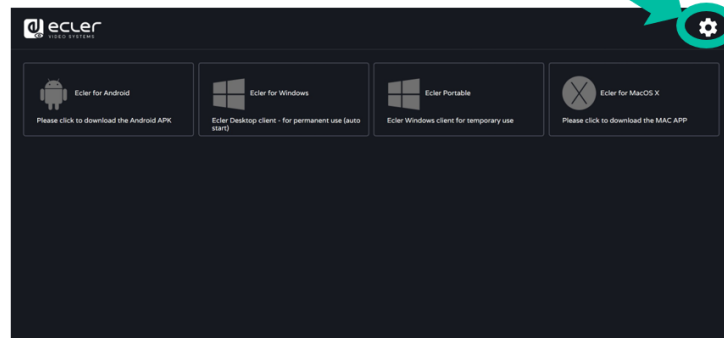 ecler
VIDEO SYSTEMS
Ecler for Android
Please click to download the Android APK
Ecler for Windows
Ecler Desktop client - for permanent use (auto
start)
Ecler Portable
Ecler Windows client for temporary use
Ecler for MacOS X
Please click to download the MAC APP